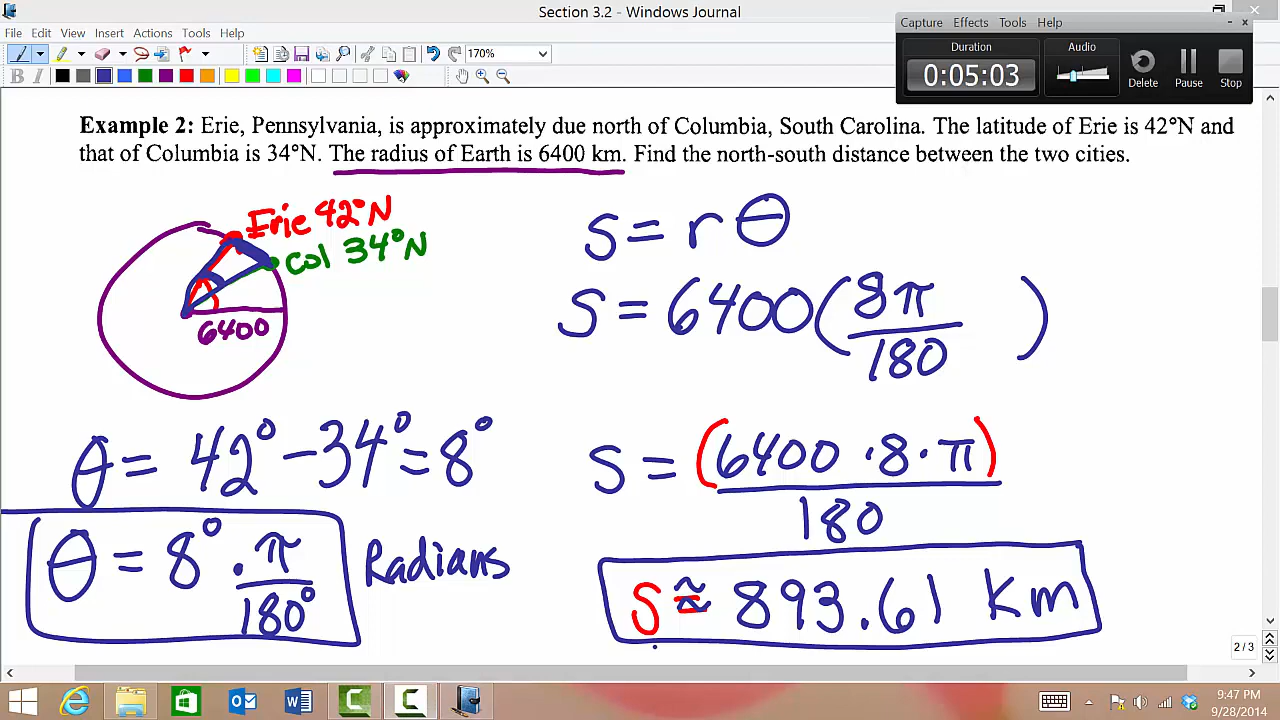 Section 3.2 - Windows Journal
File Edit View Insert Actions Tools Help
170%
B I
Capture Effects Tools Help
Duration
0:05:03
Audio
Delete Pause Stop
Example 2: Erie, Pennsylvania, is approximately due north of Columbia, South Carolina. The latitude of Erie is 42°N and
that of Columbia is 34°N. The radius of Earth is 6400 km. Find the north-south distance between the two cities.
Erie 42°N
Col 34°N
6400
S = r θ
S = 6400 ( 8π / 180 )
θ = 42° - 34° = 8°
S = (6400 · 8 · π) / 180
θ = 8° · π / 180° Radians
S ≈ 893.61 Km
2 / 3
9:47 PM
9/28/2014